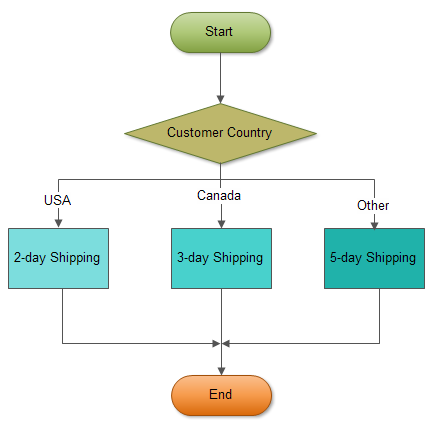 Start
Customer Country
USA
Canada
Other
2-day Shipping
3-day Shipping
5-day Shipping
End